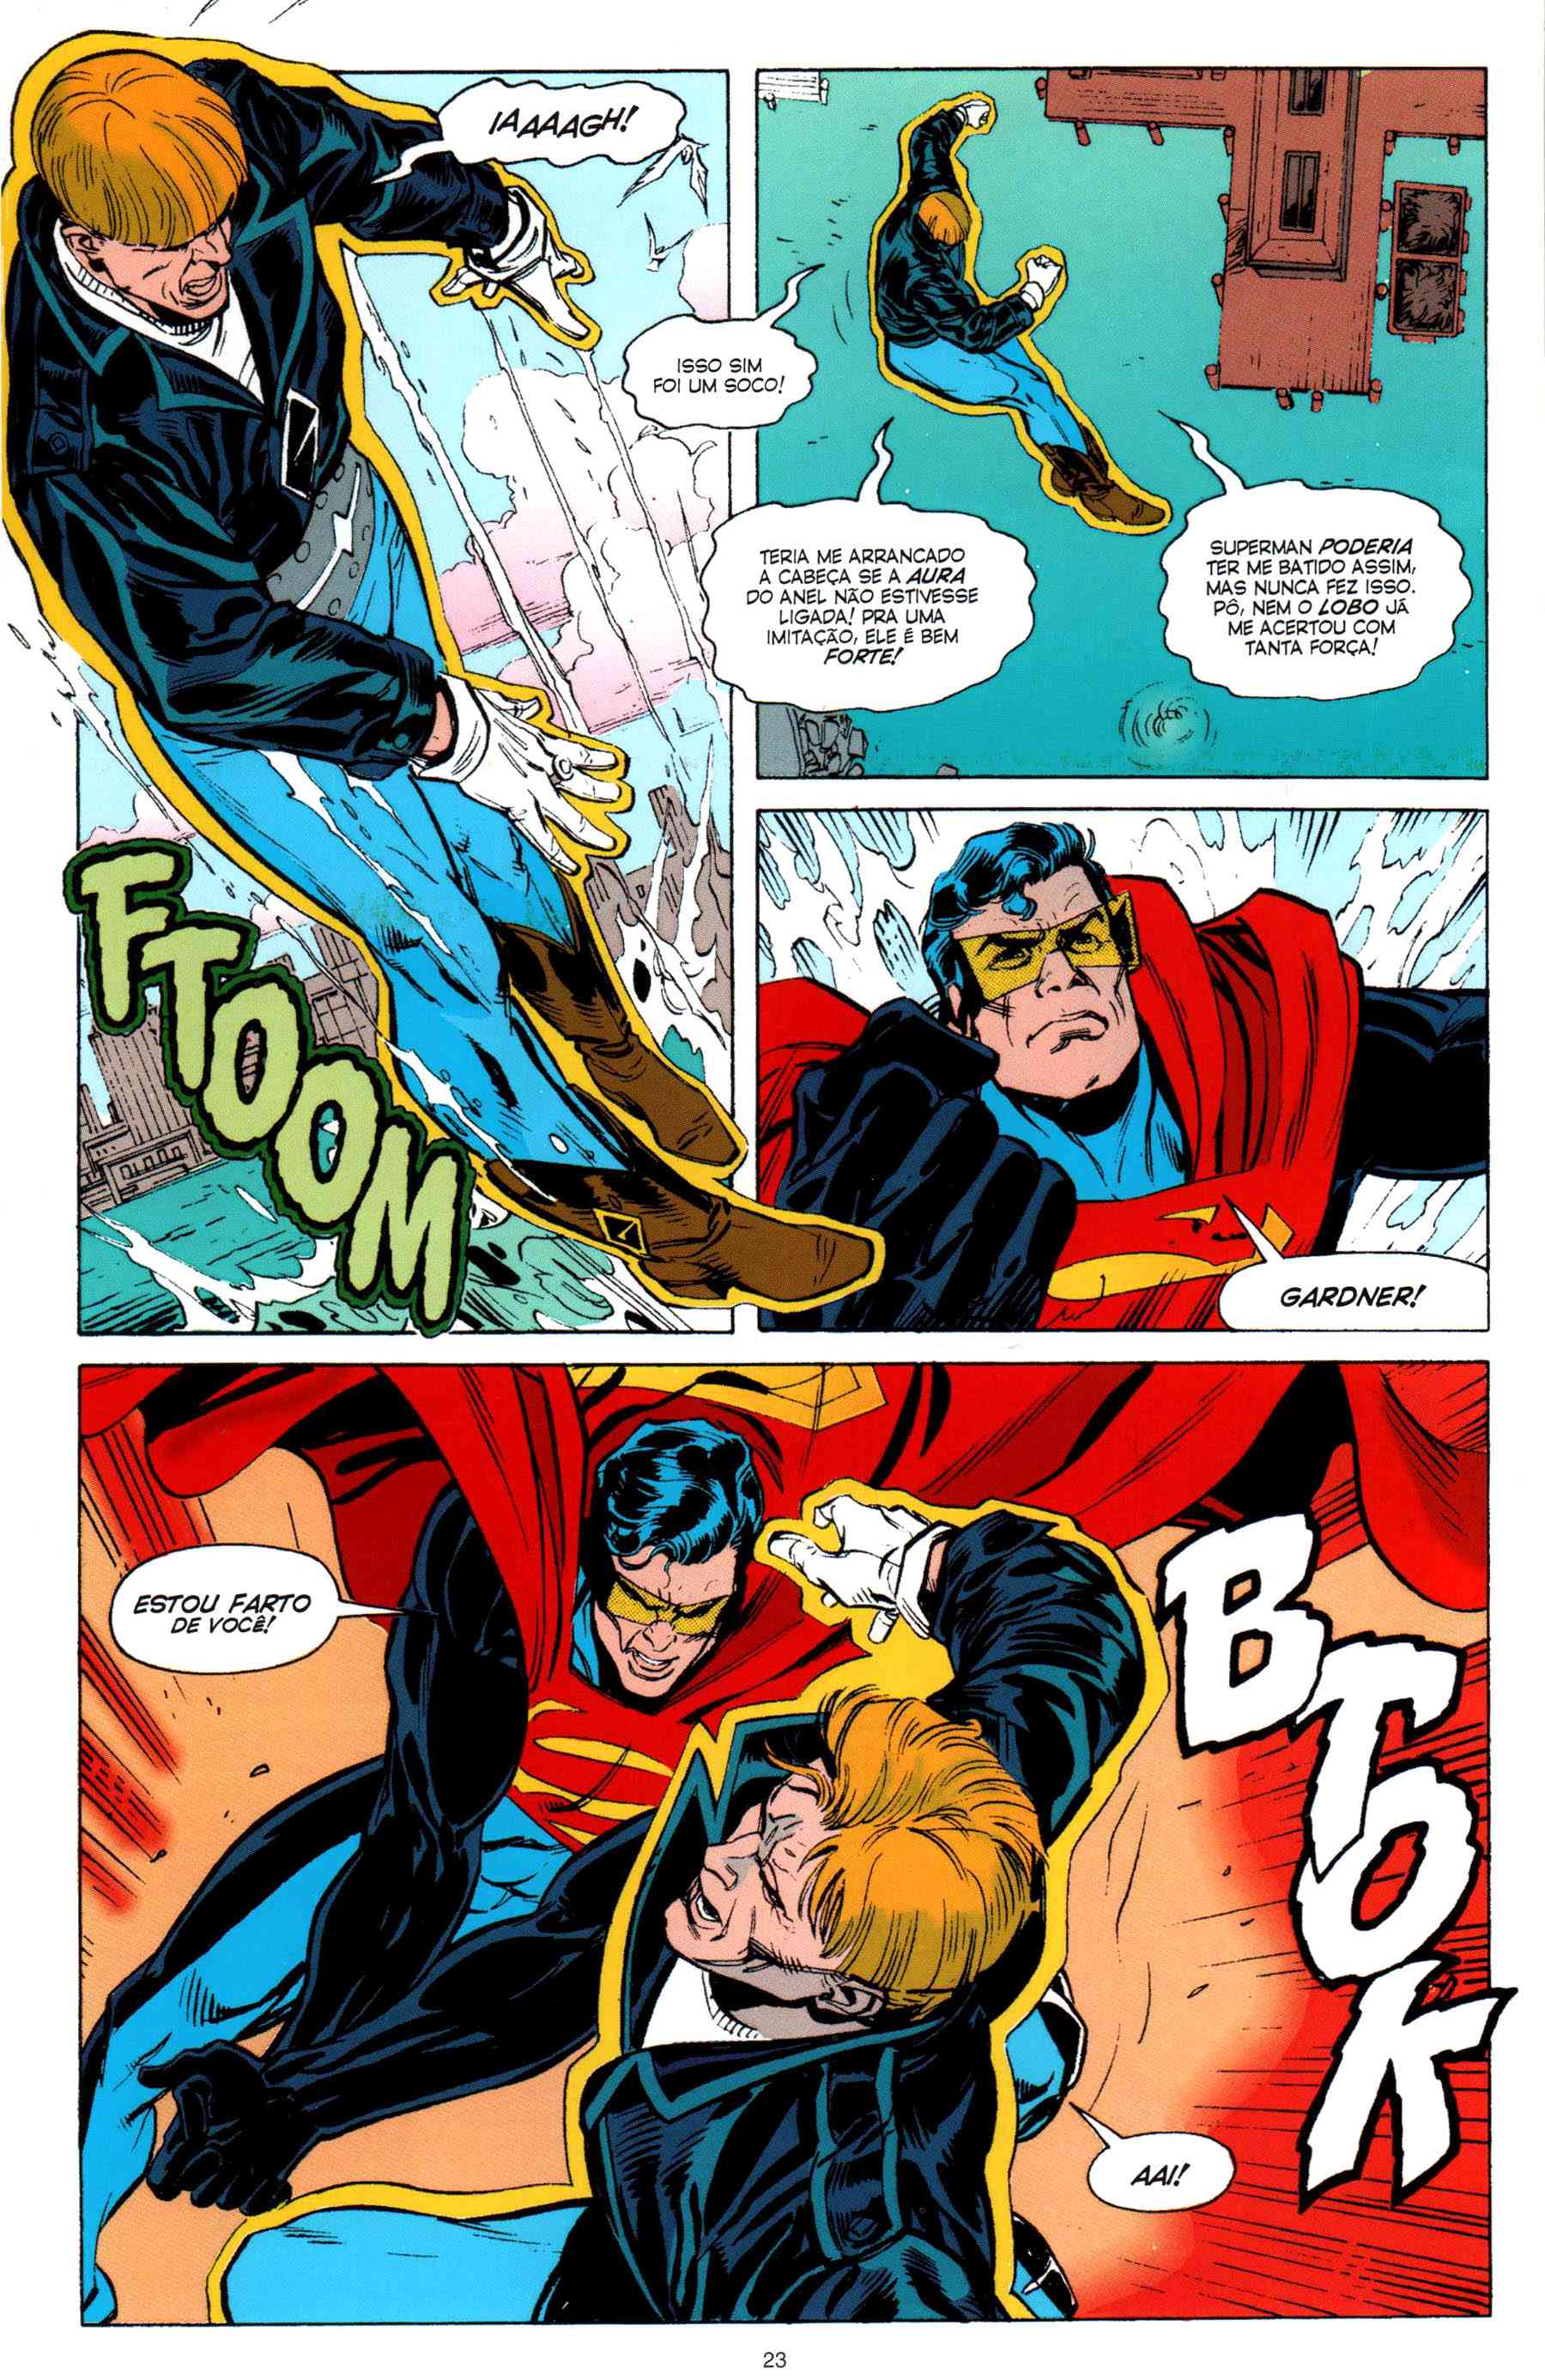 IAAAAGH!
FTOOOM
ISSO SIM
FOI UM SOCO!
TERIA ME ARRANCADO
A CABEÇA SE A AURA
DO ANEL NÃO ESTIVESSE
LIGADA! PRA UMA
IMITAÇÃO, ELE É BEM
FORTE!
SUPERMAN PODERIA
TER ME BATIDO ASSIM,
MAS NUNCA FEZ ISSO.
PÔ, NEM O LOBO JÁ
ME ACERTOU COM
TANTA FORÇA!
GARDNER!
ESTOU FARTO
DE VOCÊ!
BTOK
AAI!
23